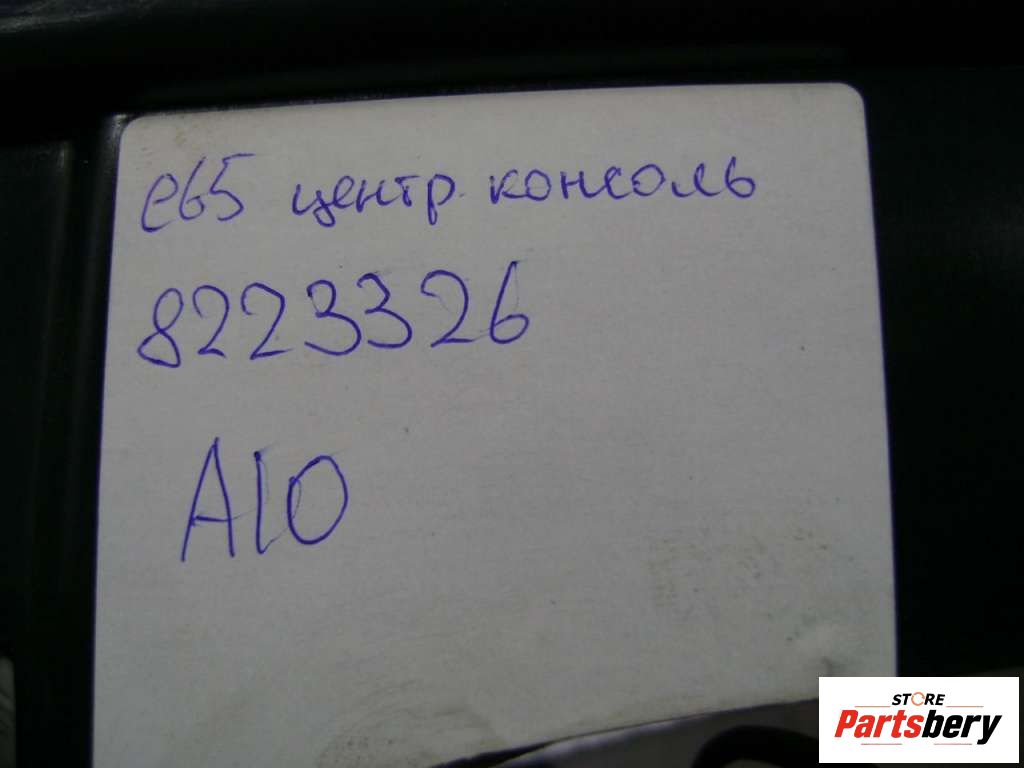 e65 центр. консоль
8223326
A10
STORE
Partsbery